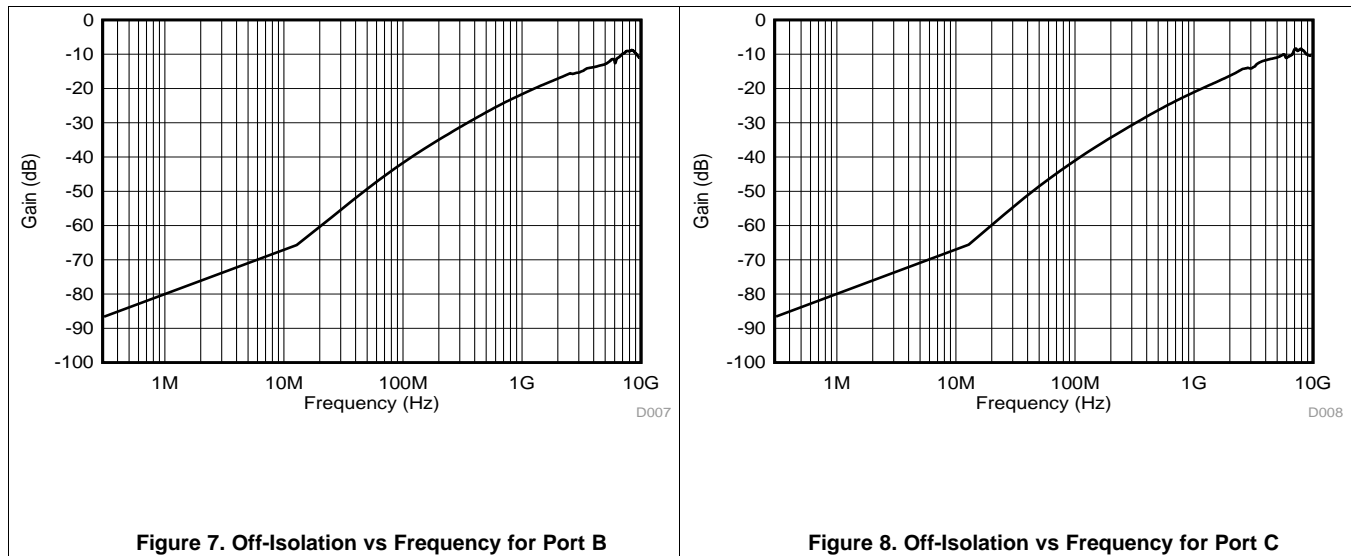 0
-10
-20
-30
-40
-50
-60
-70
-80
-90
-100
Gain (dB)
1M 10M 100M 1G 10G
Frequency (Hz)
D007
Figure 7. Off-Isolation vs Frequency for Port B
0
-10
-20
-30
-40
-50
-60
-70
-80
-90
-100
Gain (dB)
1M 10M 100M 1G 10G
Frequency (Hz)
D008
Figure 8. Off-Isolation vs Frequency for Port C